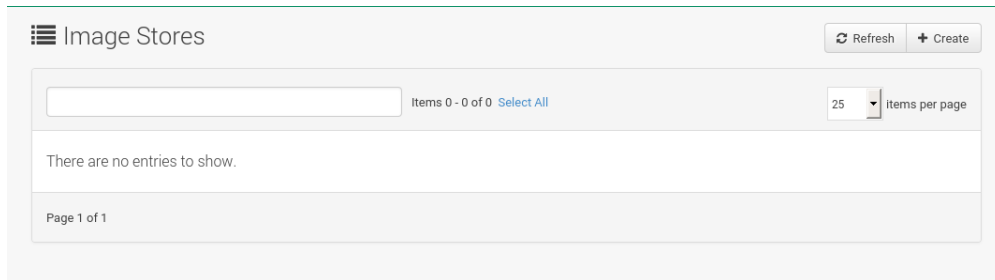 Image Stores
Refresh
Create
Items 0 - 0 of 0 Select All
25 items per page
There are no entries to show.
Page 1 of 1